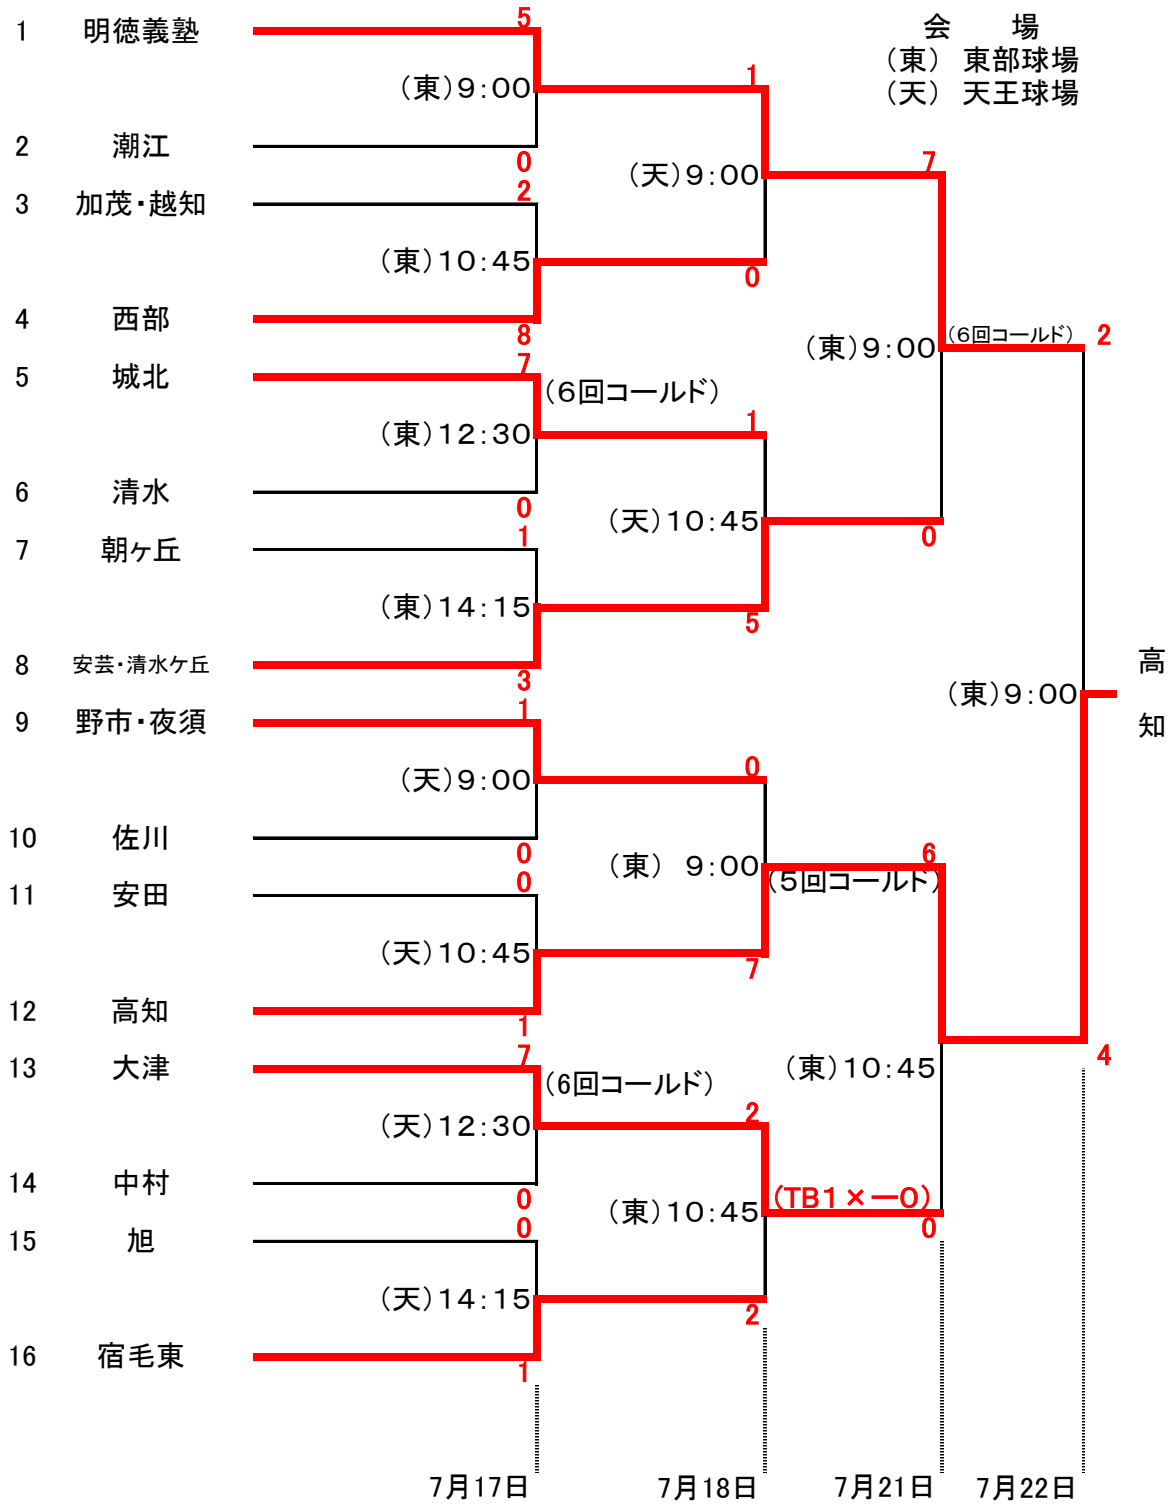 会　場
（東） 東部球場
（天） 天王球場
1 明徳義塾 5
（東）9：00
1
2 潮江 0
（天）9：00
7
3 加茂・越知 2
（東）10：45
0
4 西部 8
（東）9：00
（6回コールド） 2
5 城北 7
（6回コールド）
（東）12：30
1
6 清水 0
（天）10：45
0
7 朝ヶ丘 1
（東）14：15
5
8 安芸・清水ケ丘 3
（東）9：00
高知
9 野市・夜須 1
（天）9：00
0
10 佐川 0
（東） 9：00
6
（5回コールド）
11 安田 0
（天）10：45
7
12 高知 1
4
13 大津 7
（6回コールド）
（東）10：45
（天）12：30
2
14 中村 0
（東）10：45
（TB1×ー0）
0
15 旭 0
（天）14：15
2
16 宿毛東 1
7月17日 7月18日 7月21日 7月22日